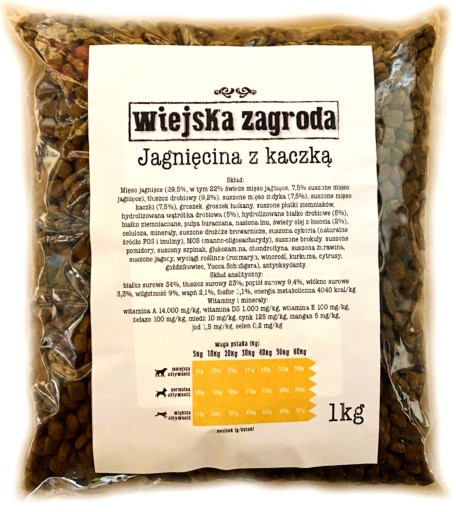 wiejska zagroda
Jagnięcina z kaczką
Skład:
Mięso jagnięce (29,5%, w tym 22% świeże mięso jagnięce, 7,5% suszone mięso
jagnięce), tłuszcz drobiowy (9,2%), suszone mięso indyka (7,5%), suszone mięso
kaczki (7,5%), groszek, groszek łuskany, suszone płatki ziemniaków,
hydrolizowana wątróbka drobiowa (5%), hydrolizowane białko drobiowe (5%),
białko ziemniaczane, pulpa buraczana, nasiona lnu, świeży olej z łososia (2%),
celuloza, minerały, suszone drożdże browarnicze, suszona cykoria (naturalne
źródło FOS i inuliny), MOS (manno-oligosacharydy), suszone brokuły, suszone
pomidory, suszony szpinak, glukozamina, chondroityna, suszona żurawina,
suszone jagody, wyciągi roślinne (rozmaryn), winorośl, kurkuma, cytrusy,
goździkowiec, Yucca Schidigera), antyoksydanty
Skład analityczny:
białko surowe 34%, tłuszcz surowy 23%, popiół surowy 9,4%, włókno surowe
3,3%, wilgotność 9%, wapń 2,1%, fosfor 1,1%, energia metaboliczna 4040 kcal/kg
Witaminy i minerały:
witamina A 14.000 mg/kg, witamina D3 1.000 mg/kg, witamina E 100 mg/kg,
żelazo 100 mg/kg, miedź 10 mg/kg, cynk 125 mg/kg, mangan 5 mg/kg,
jod 1,5 mg/kg, selen 0,2 mg/kg
waga psiaka (Kg)
5Kg 10Kg 20Kg 30Kg 40Kg 50Kg 60Kg
mniejsza
aktywność
normalna
aktywność
większa
aktywność
1kg